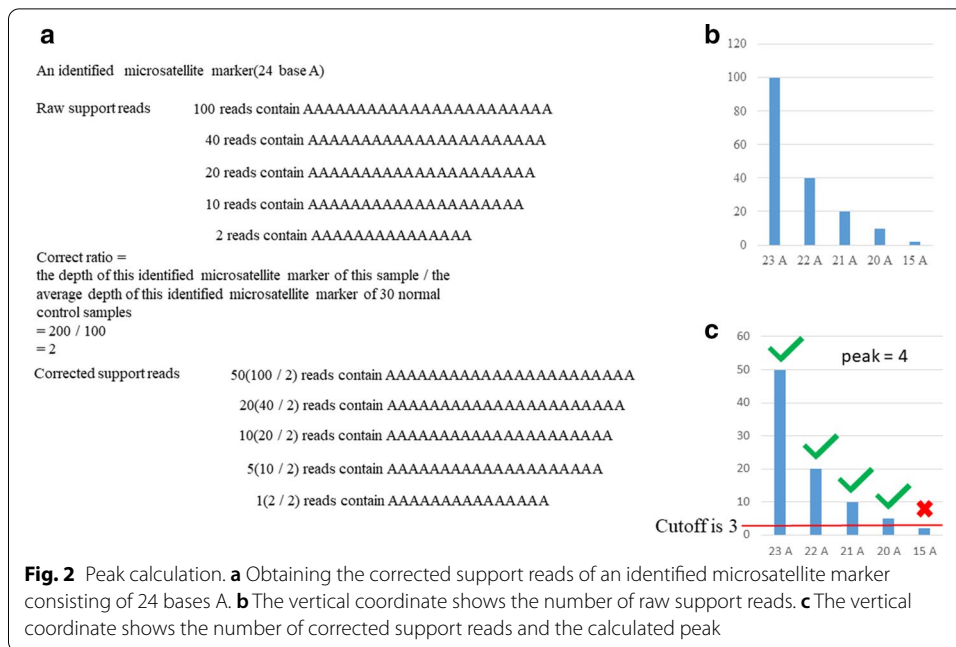 a
An identified microsatellite marker(24 base A)
Raw support reads 100 reads contain AAAAAAAAAAAAAAAAAAAAAAA
40 reads contain AAAAAAAAAAAAAAAAAAAAAA
20 reads contain AAAAAAAAAAAAAAAAAAAAA
10 reads contain AAAAAAAAAAAAAAAAAAAA
2 reads contain AAAAAAAAAAAAAAA
Correct ratio =
the depth of this identified microsatellite marker of this sample / the
average depth of this identified microsatellite marker of 30 normal
control samples
= 200 / 100
= 2
Corrected support reads 50(100 / 2) reads contain AAAAAAAAAAAAAAAAAAAAAAA
20(40 / 2) reads contain AAAAAAAAAAAAAAAAAAAAAA
10(20 / 2) reads contain AAAAAAAAAAAAAAAAAAAAA
5(10 / 2) reads contain AAAAAAAAAAAAAAAAAAAA
1(2 / 2) reads contain AAAAAAAAAAAAAAA
b
120
100
80
60
40
20
0
23 A 22 A 21 A 20 A 15 A
c
60
50
40
30
20
10
0
peak = 4
Cutoff is 3
23 A 22 A 21 A 20 A 15 A
Fig. 2 Peak calculation. a Obtaining the corrected support reads of an identified microsatellite marker
consisting of 24 bases A. b The vertical coordinate shows the number of raw support reads. c The vertical
coordinate shows the number of corrected support reads and the calculated peak